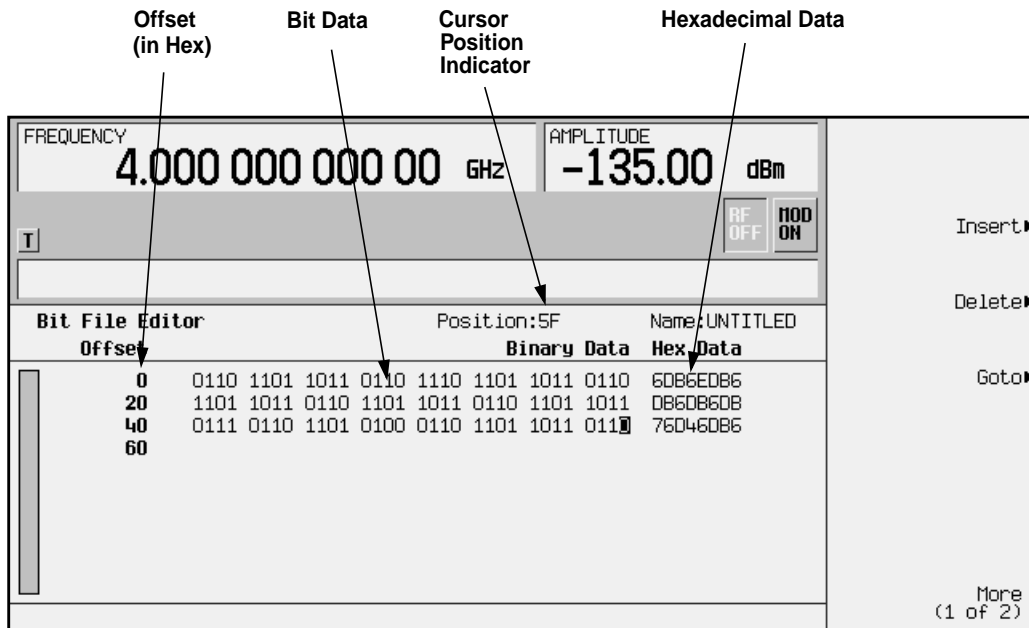 Offset
(in Hex)
Bit Data
Cursor
Position
Indicator
Hexadecimal Data
FREQUENCY
4.000 000 000 00 GHz
AMPLITUDE
-135.00 dBm
RF
OFF
MOD
ON
T
Insert
Delete
Goto
Bit File Editor Position:5F Name:UNTITLED
Offset Binary Data Hex Data
0 0110 1101 1011 0110 1110 1101 1011 0110 6DB6EDB6
20 1101 1011 0110 1101 1011 0110 1101 1011 DB6DB6DB
40 0111 0110 1101 0100 0110 1101 1011 011 76D46DB6
60
More
(1 of 2)